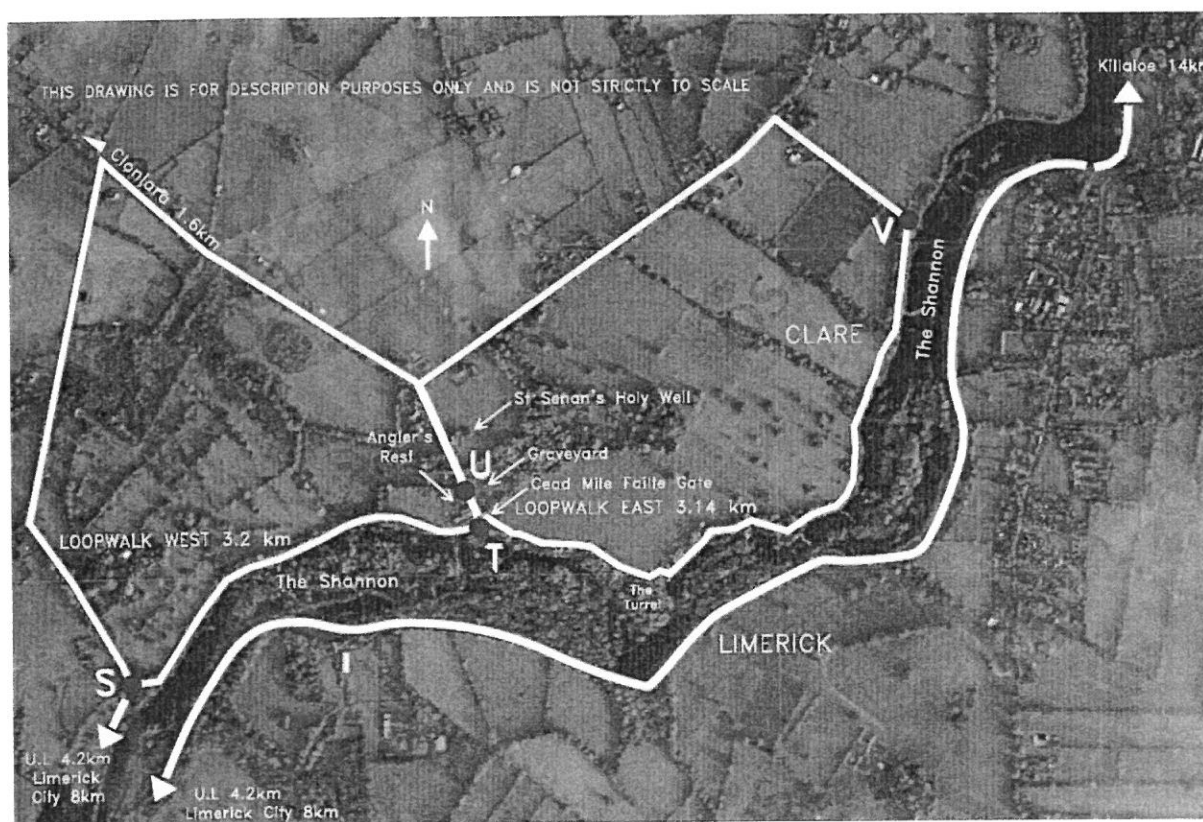 Killaloe 14km
THIS DRAWING IS FOR DESCRIPTION PURPOSES ONLY AND IS NOT STRICTLY TO SCALE
Clonlara 1.6km
N
V
The Shannon
CLARE
St Senan's Holy Well
Angler's
Rest
U
Graveyard
Cead Mile Failte Gate
LOOPWALK EAST 3.14 km
LOOPWALK WEST 3.2 km
T
The Shannon
The
Turret
LIMERICK
S
U.L 4.2km
Limerick
City 8km
U.L 4.2km
Limerick City 8km